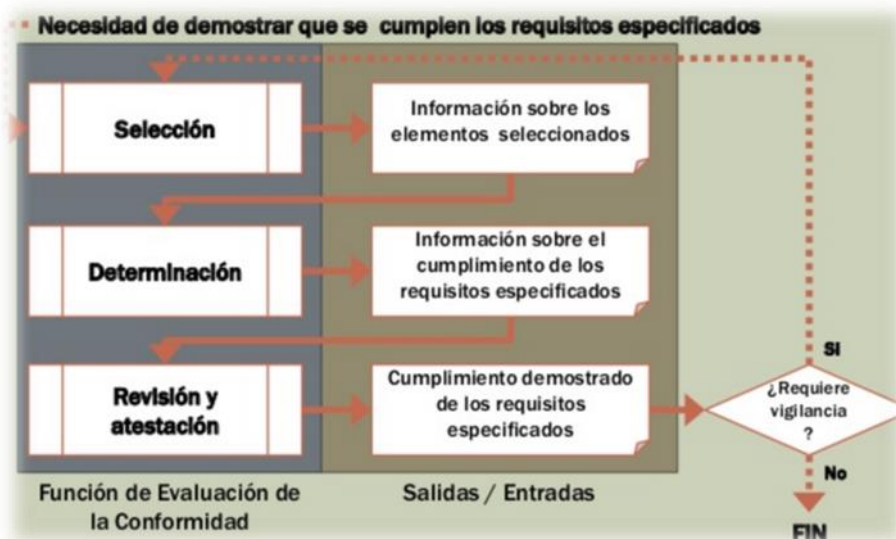 Necesidad de demostrar que se cumplen los requisitos especificados
Selección
Información sobre los
elementos seleccionados
Determinación
Información sobre el
cumplimiento de los
requisitos especificados
Revisión y
atestación
Cumplimiento demostrado
de los requisitos
especificados
¿Requiere
vigilancia
?
Si
No
FIN
Función de Evaluación de
la Conformidad
Salidas / Entradas